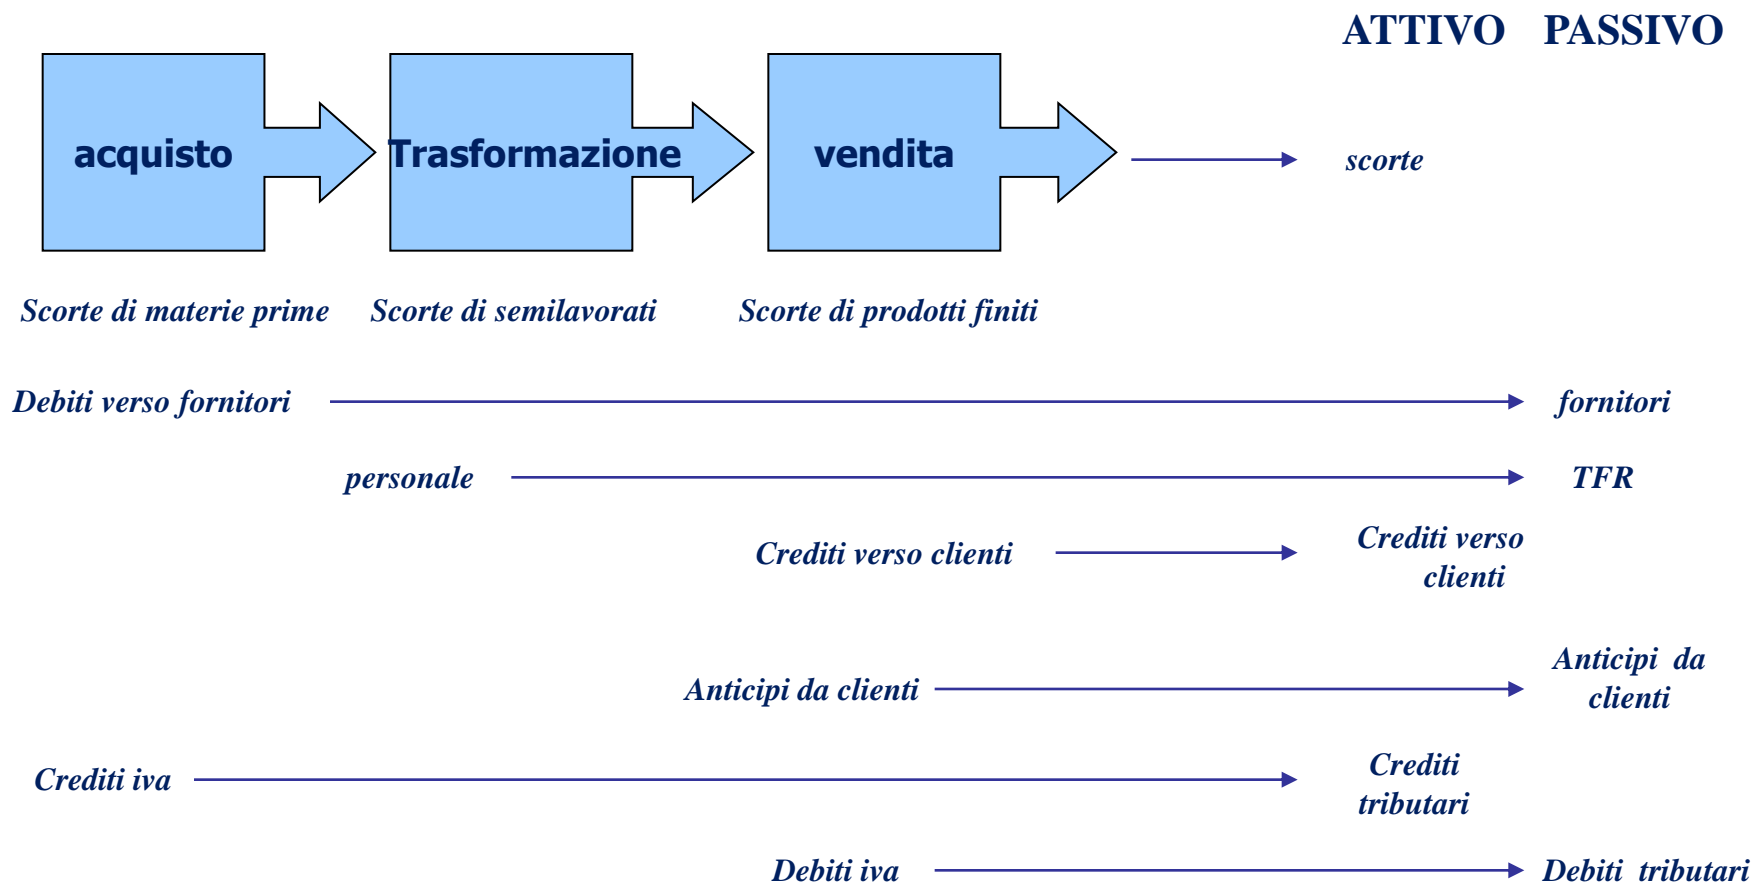 ATTIVO PASSIVO
acquisto Trasformazione vendita scorte
Scorte di materie prime Scorte di semilavorati Scorte di prodotti finiti
Debiti verso fornitori fornitori
personale TFR
Crediti verso clienti Crediti verso
clienti
Anticipi da clienti Anticipi da
clienti
Crediti iva Crediti
tributari
Debiti iva Debiti tributari